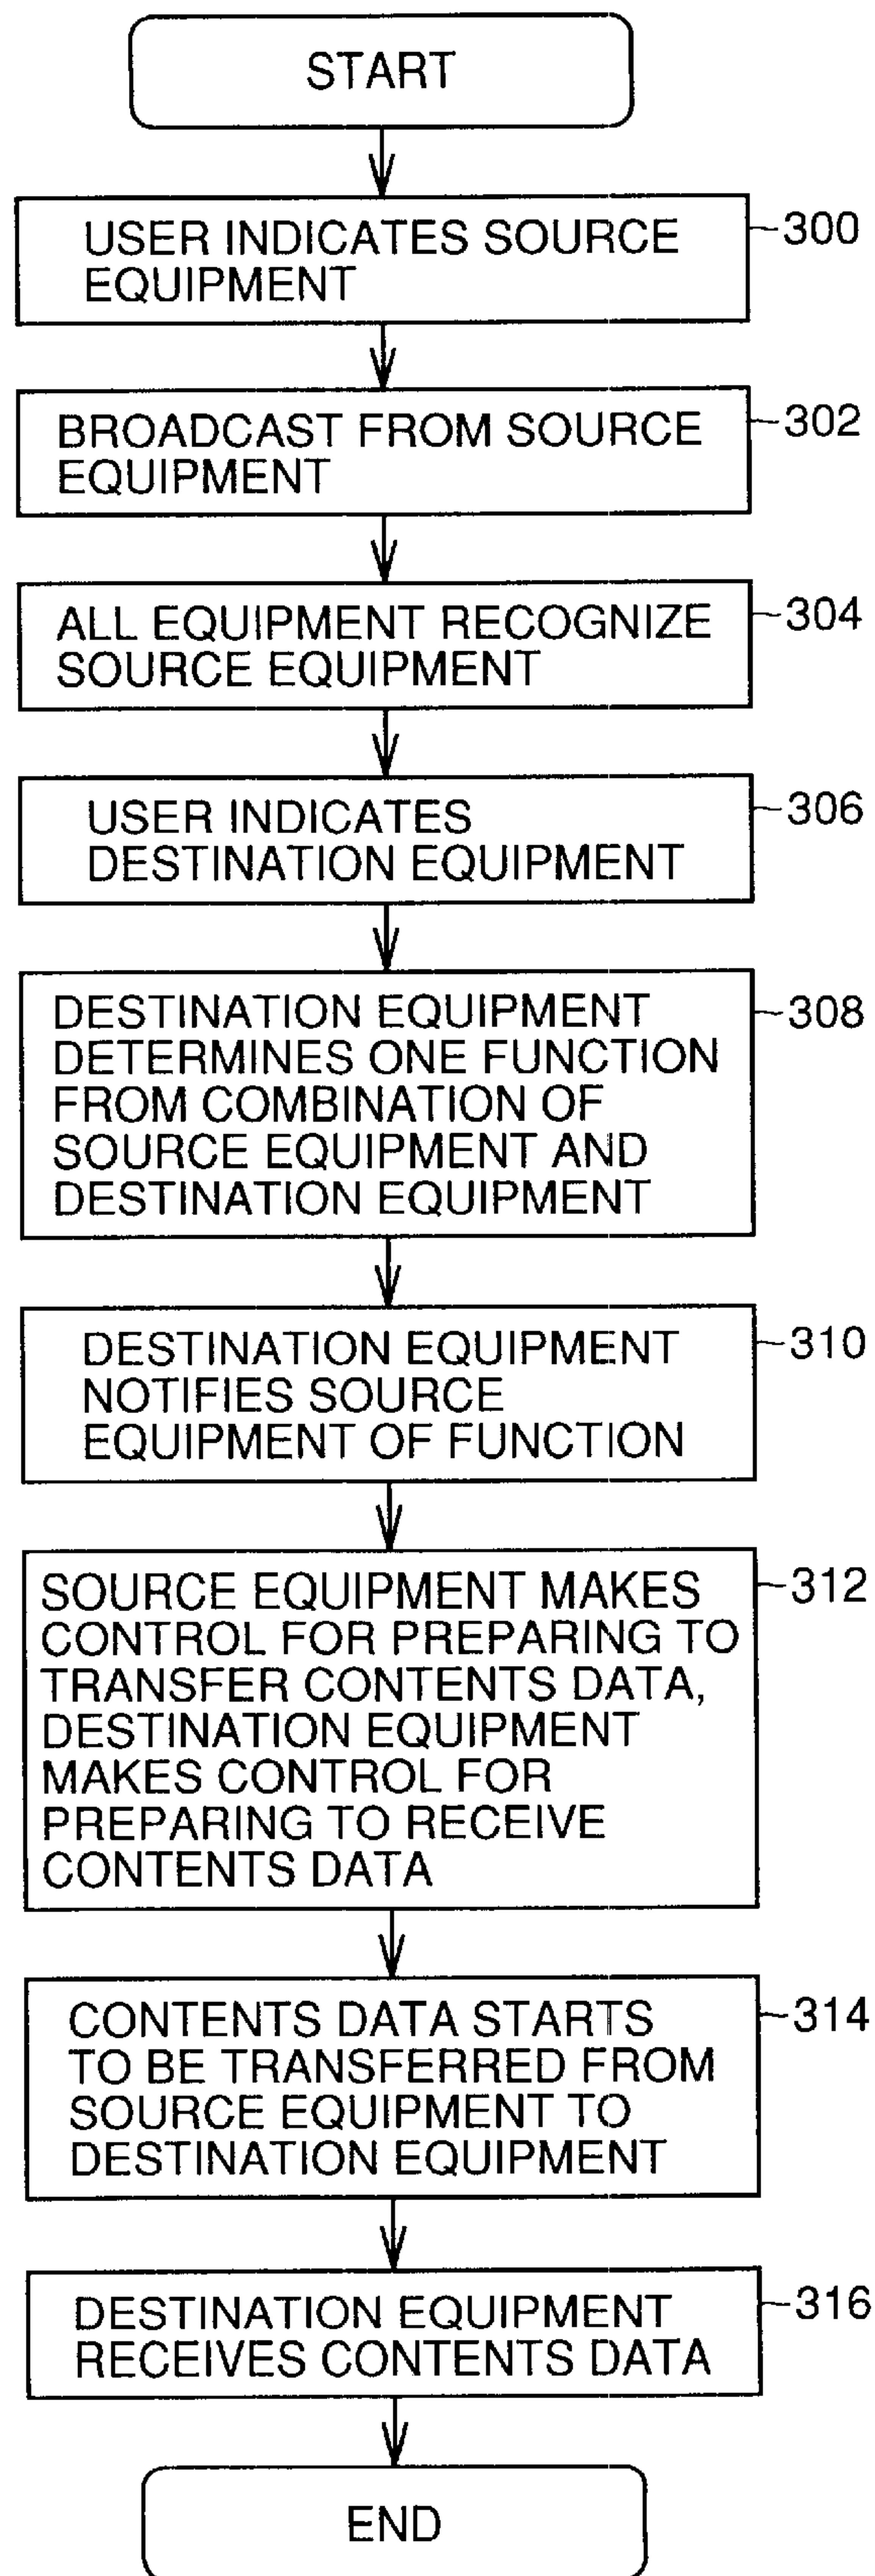 START
USER INDICATES SOURCE
EQUIPMENT
300
BROADCAST FROM SOURCE
EQUIPMENT
302
ALL EQUIPMENT RECOGNIZE
SOURCE EQUIPMENT
304
USER INDICATES
DESTINATION EQUIPMENT
306
DESTINATION EQUIPMENT
DETERMINES ONE FUNCTION
FROM COMBINATION OF
SOURCE EQUIPMENT AND
DESTINATION EQUIPMENT
308
DESTINATION EQUIPMENT
NOTIFIES SOURCE
EQUIPMENT OF FUNCTION
310
SOURCE EQUIPMENT MAKES
CONTROL FOR PREPARING TO
TRANSFER CONTENTS DATA,
DESTINATION EQUIPMENT
MAKES CONTROL FOR
PREPARING TO RECEIVE
CONTENTS DATA
312
CONTENTS DATA STARTS
TO BE TRANSFERRED FROM
SOURCE EQUIPMENT TO
DESTINATION EQUIPMENT
314
DESTINATION EQUIPMENT
RECEIVES CONTENTS DATA
316
END